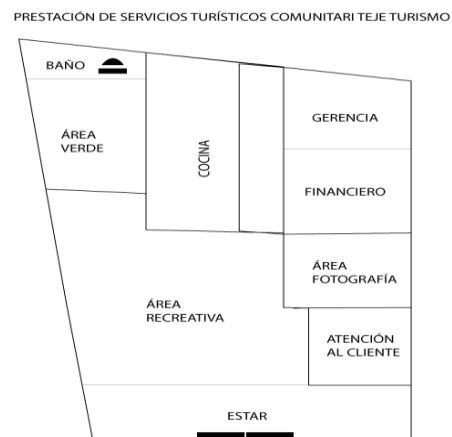 PRESTACIÓN DE SERVICIOS TURÍSTICOS COMUNITARI TEJE TURISMO
BAÑO
ÁREA
VERDE
COCINA
GERENCIA
FINANCIERO
ÁREA
FOTOGRAFÍA
ÁREA
RECREATIVA
ATENCIÓN
AL CLIENTE
ESTAR